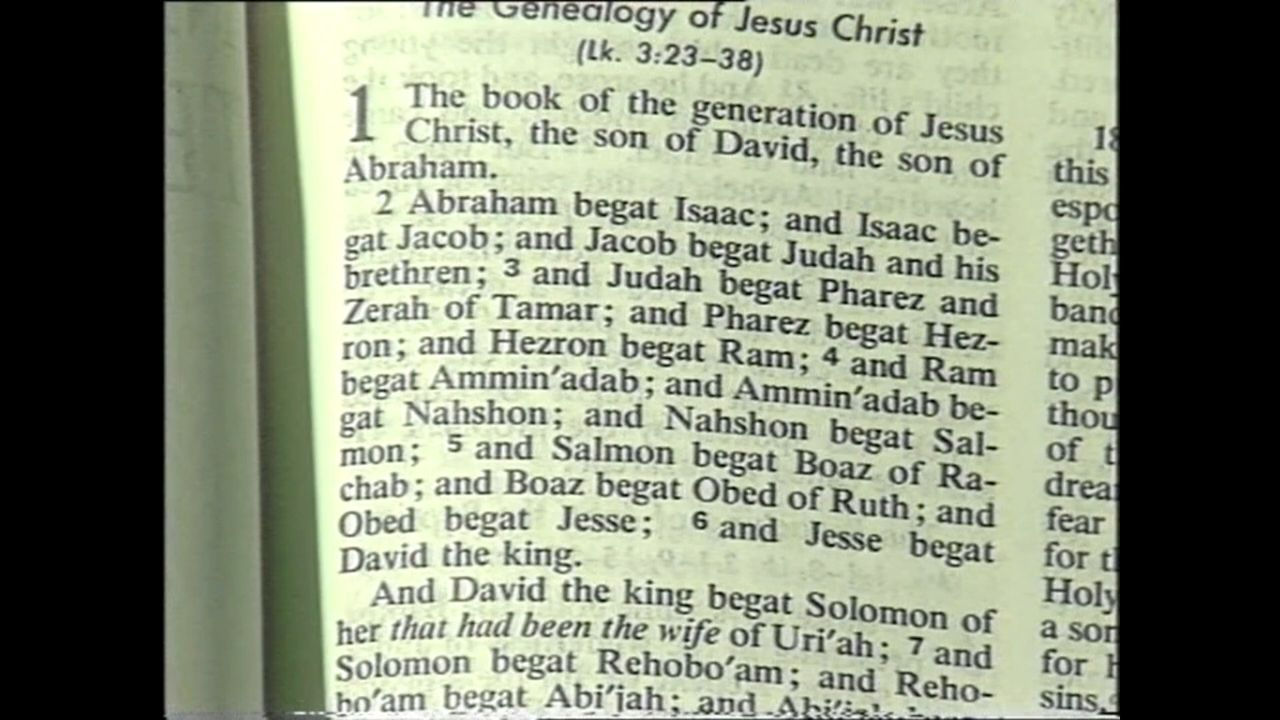 The Genealogy of Jesus Christ
(Lk. 3:23–38)
1 The book of the generation of Jesus
Christ, the son of David, the son of
Abraham.
2 Abraham begat Isaac; and Isaac be-
gat Jacob; and Jacob begat Judah and his
brethren; 3 and Judah begat Pharez and
Zerah of Tamar; and Pharez begat Hez-
ron; and Hezron begat Ram; 4 and Ram
begat Ammin′adab; and Ammin′adab be-
gat Nahshon; and Nahshon begat Sal-
mon; 5 and Salmon begat Boaz of Ra-
chab; and Boaz begat Obed of Ruth; and
Obed begat Jesse; 6 and Jesse begat
David the king.
And David the king begat Solomon of
her that had been the wife of Uri′ah; 7 and
Solomon begat Rehobo′am; and Reho-
bo′am begat Abi′jah; and Abi′jah
18
this
geth
Holy
to p
of t
fear
for t
Holy
a son
for h
sins,